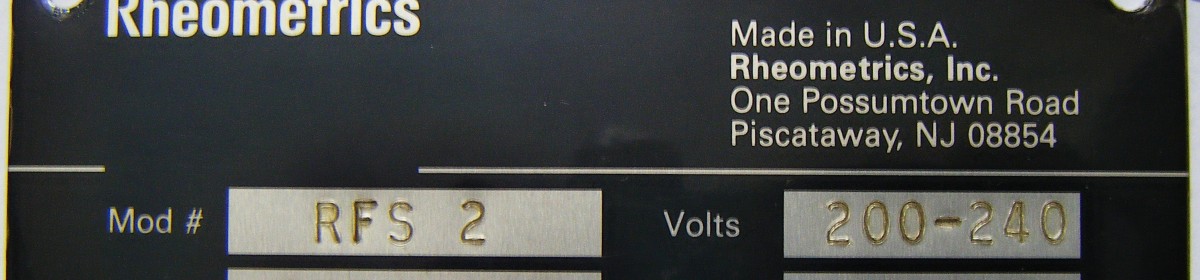 Rheometrics
Made in U.S.A.
Rheometrics, Inc.
One Possumtown Road
Piscataway, NJ 08854
Mod # RFS 2 Volts 200-240